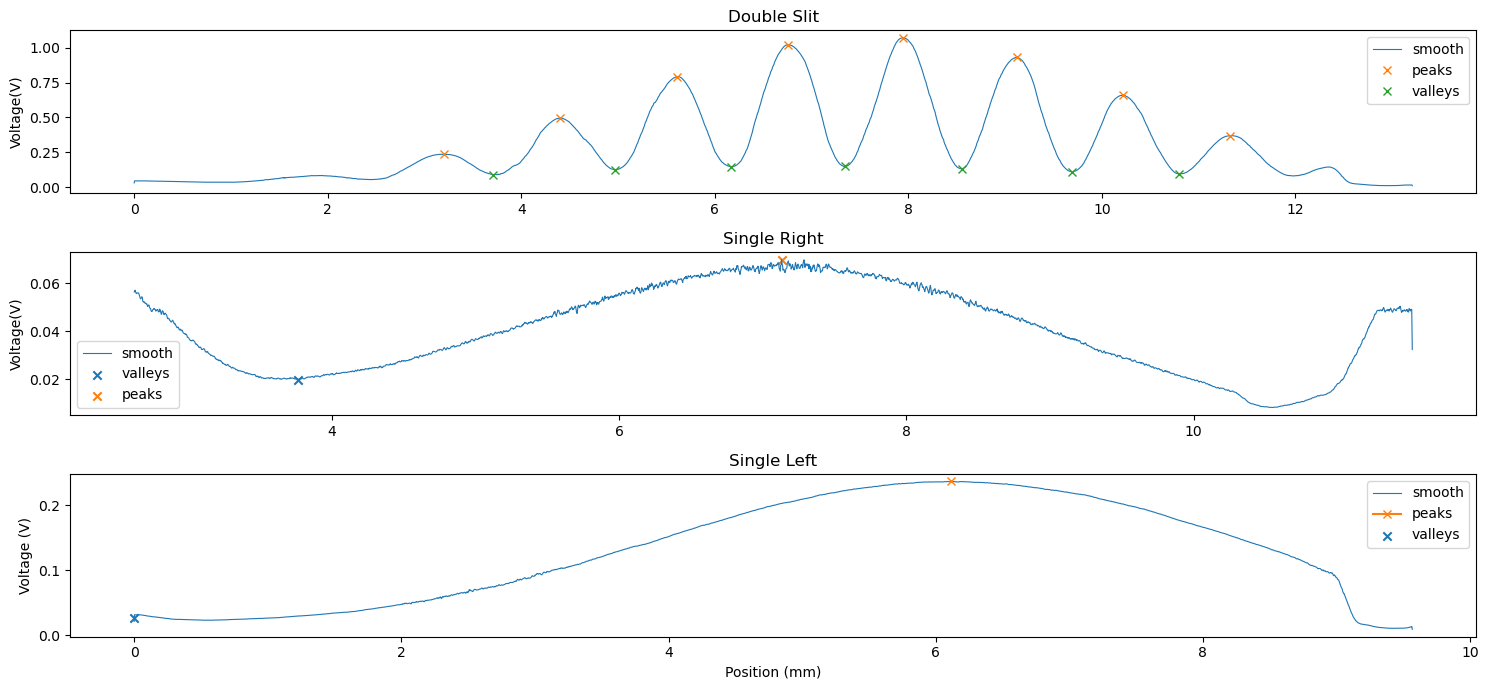 Double Slit
Voltage(V)
1.00
0.75
0.50
0.25
0.00
smooth
peaks
valleys
0 2 4 6 8 10 12
Single Right
Voltage(V)
0.06
0.04
0.02
smooth
valleys
peaks
4 6 8 10
Single Left
Voltage (V)
0.2
0.1
0.0
smooth
peaks
valleys
0 2 4 6 8 10
Position (mm)